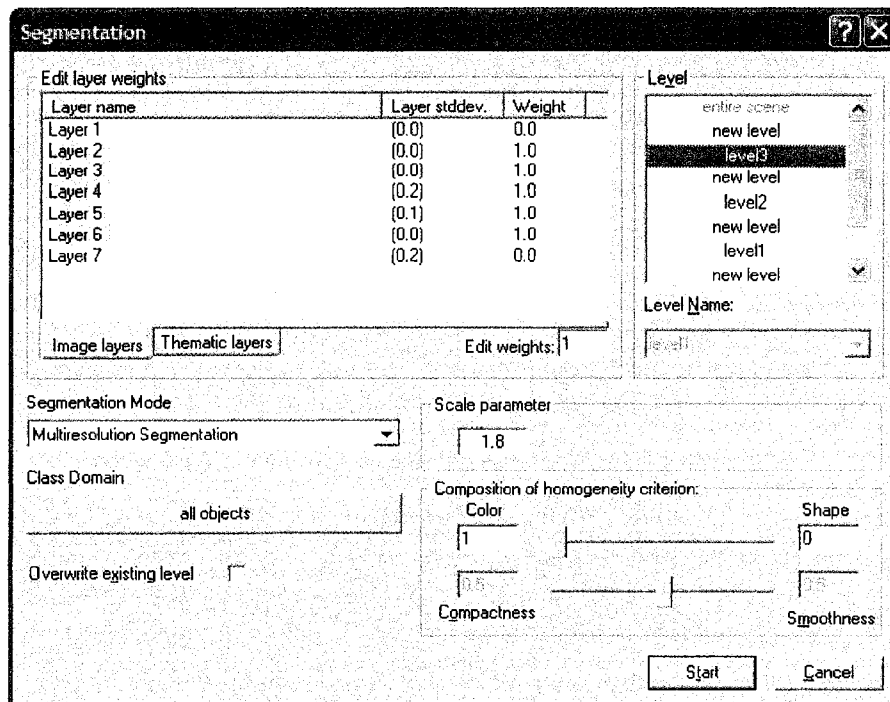 Segmentation
Edit layer weights
Layer name Layer stddev. Weight
Layer 1 (0.0) 0.0
Layer 2 (0.0) 1.0
Layer 3 (0.0) 1.0
Layer 4 (0.2) 1.0
Layer 5 (0.1) 1.0
Layer 6 (0.0) 1.0
Layer 7 (0.2) 0.0
Image layers Thematic layers Edit weights: 1
Level
entire scene
new level
level3
new level
level2
new level
level1
new level
Level Name:
Segmentation Mode
Multiresolution Segmentation
Class Domain
all objects
Overwrite existing level
Scale parameter
1.8
Composition of homogeneity criterion:
Color Shape
1 0
Compactness Smoothness
Start Cancel